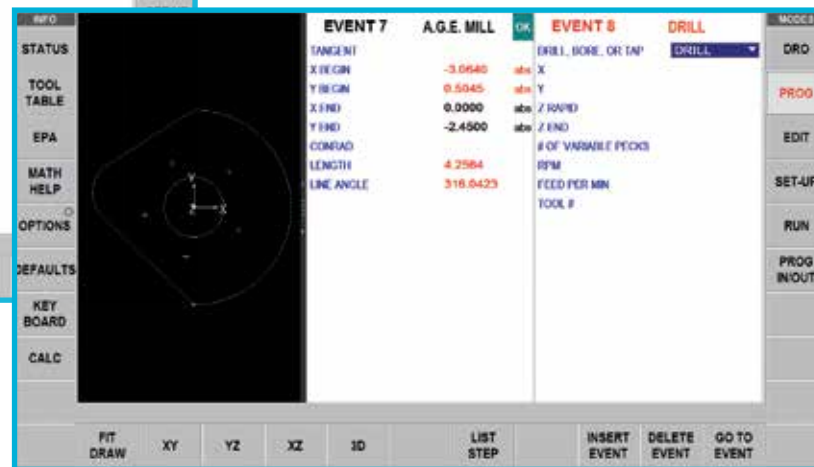 INFO
STATUS
TOOL
TABLE
EPA
MATH
HELP
OPTIONS
DEFAULTS
KEY
BOARD
CALC
EVENT 7 A.G.E. MILL OK
TANGENT
X BEGIN -3.0640 abs
Y BEGIN 0.5045 abs
X END 0.0000 abs
Y END -2.4500 abs
CONRAD
LENGTH 4.2564
LINE ANGLE 316.0423
EVENT 8 DRILL
DRILL, BORE, OR TAP DRILL
X
Y
Z RAPID
Z END
# OF VARIABLE PECKS
RPM
FEED PER MIN
TOOL #
Y
X
MODES
DRO
PROG
EDIT
SET-UP
RUN
PROG
IN/OUT
FIT
DRAW
XY
YZ
XZ
3D
LIST
STEP
INSERT
EVENT
DELETE
EVENT
GO TO
EVENT